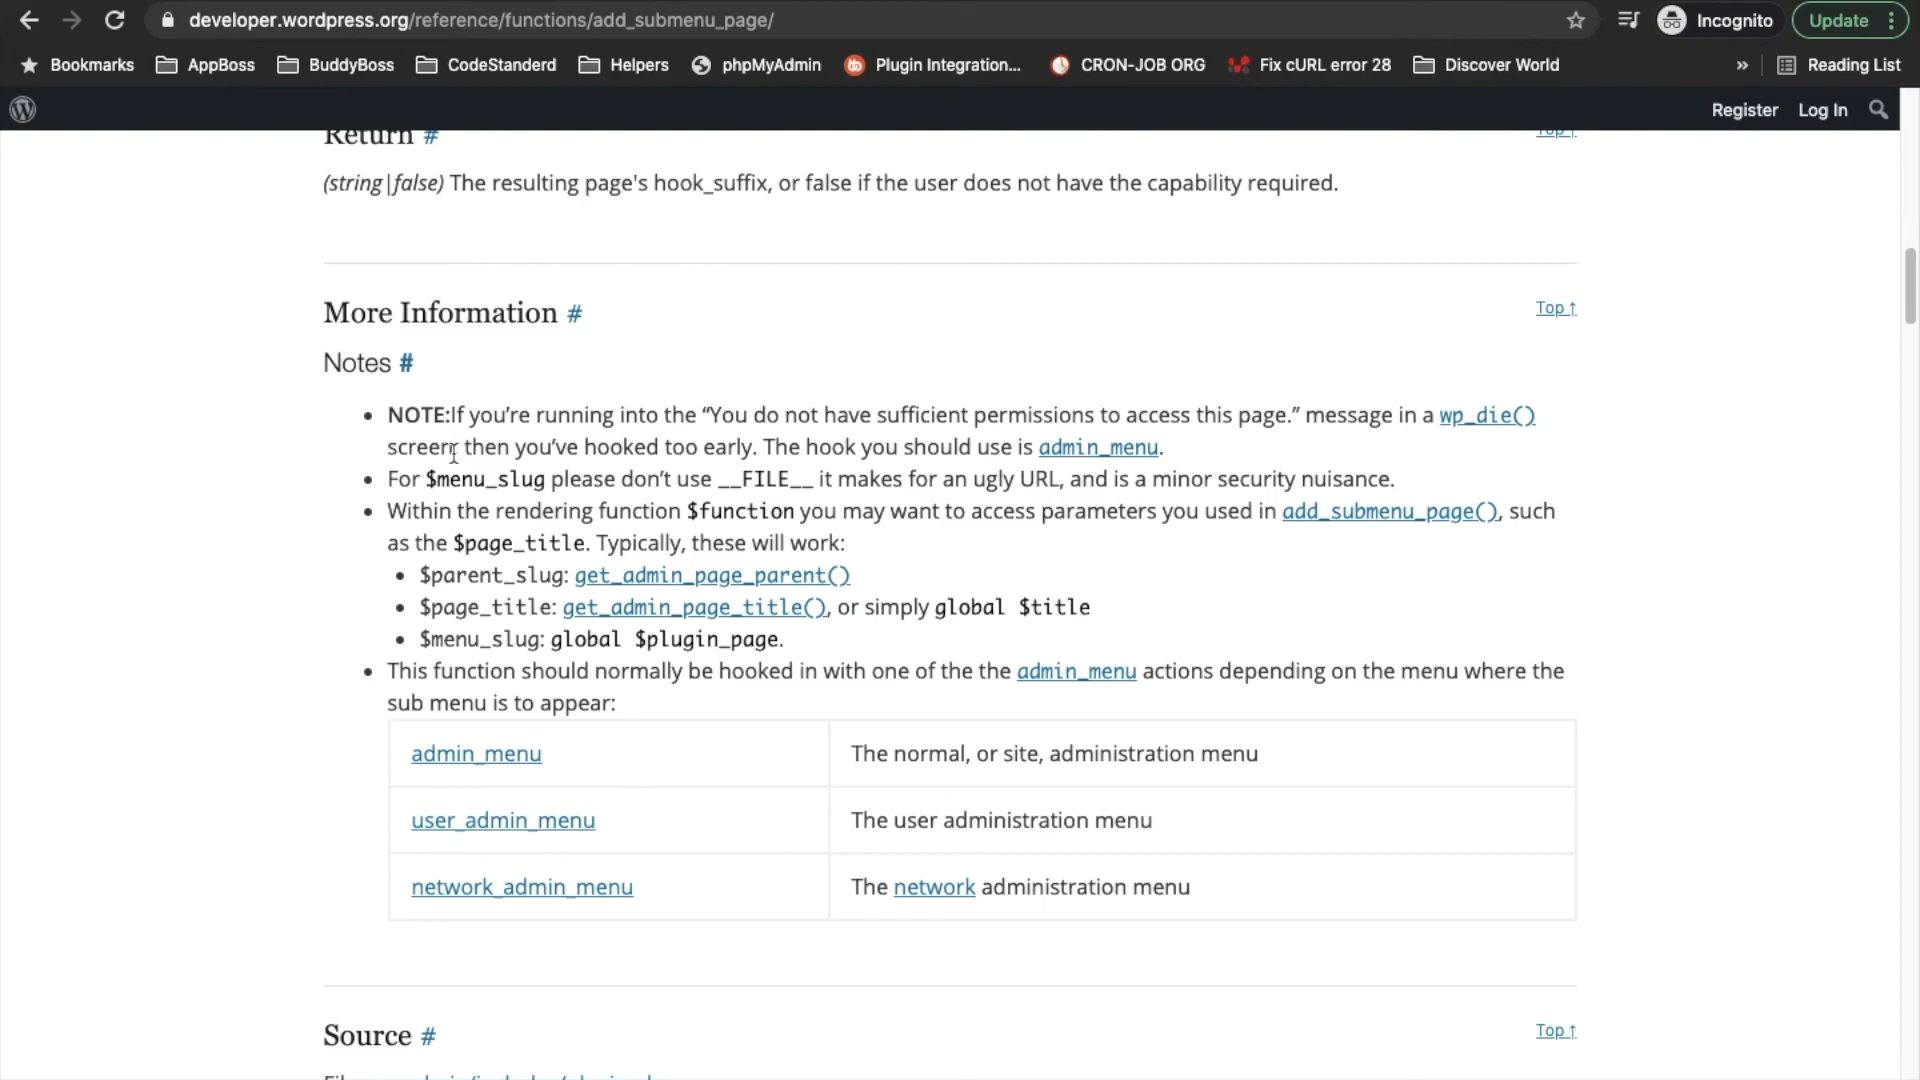 developer.wordpress.org/reference/functions/add_submenu_page/
Incognito
Update
Bookmarks
AppBoss
BuddyBoss
CodeStanderd
Helpers
phpMyAdmin
Plugin Integration...
CRON-JOB ORG
Fix cURL error 28
Discover World
»
Reading List
Register
Log In
Return #
Top ↑
(string|false) The resulting page's hook_suffix, or false if the user does not have the capability required.
More Information #
Top ↑
Notes #
NOTE:If you’re running into the “You do not have sufficient permissions to access this page.” message in a wp_die()
screen, then you’ve hooked too early. The hook you should use is admin_menu.
For $menu_slug please don’t use __FILE__ it makes for an ugly URL, and is a minor security nuisance.
Within the rendering function $function you may want to access parameters you used in add_submenu_page(), such
as the $page_title. Typically, these will work:
$parent_slug: get_admin_page_parent()
$page_title: get_admin_page_title(), or simply global $title
$menu_slug: global $plugin_page.
This function should normally be hooked in with one of the the admin_menu actions depending on the menu where the
sub menu is to appear:
admin_menu The normal, or site, administration menu
user_admin_menu The user administration menu
network_admin_menu The network administration menu
Source #
Top ↑